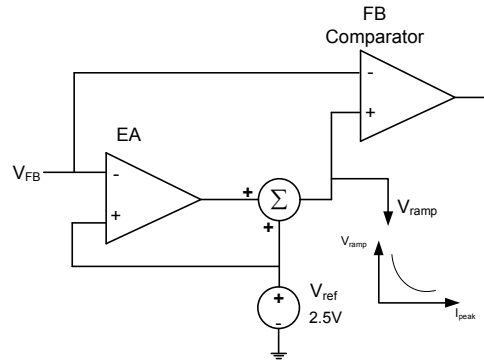 FB
Comparator
-
+
EA
V_FB
-
+
+
Σ
+
V_ramp
V_ramp
I_peak
+
-
V_ref
2.5V